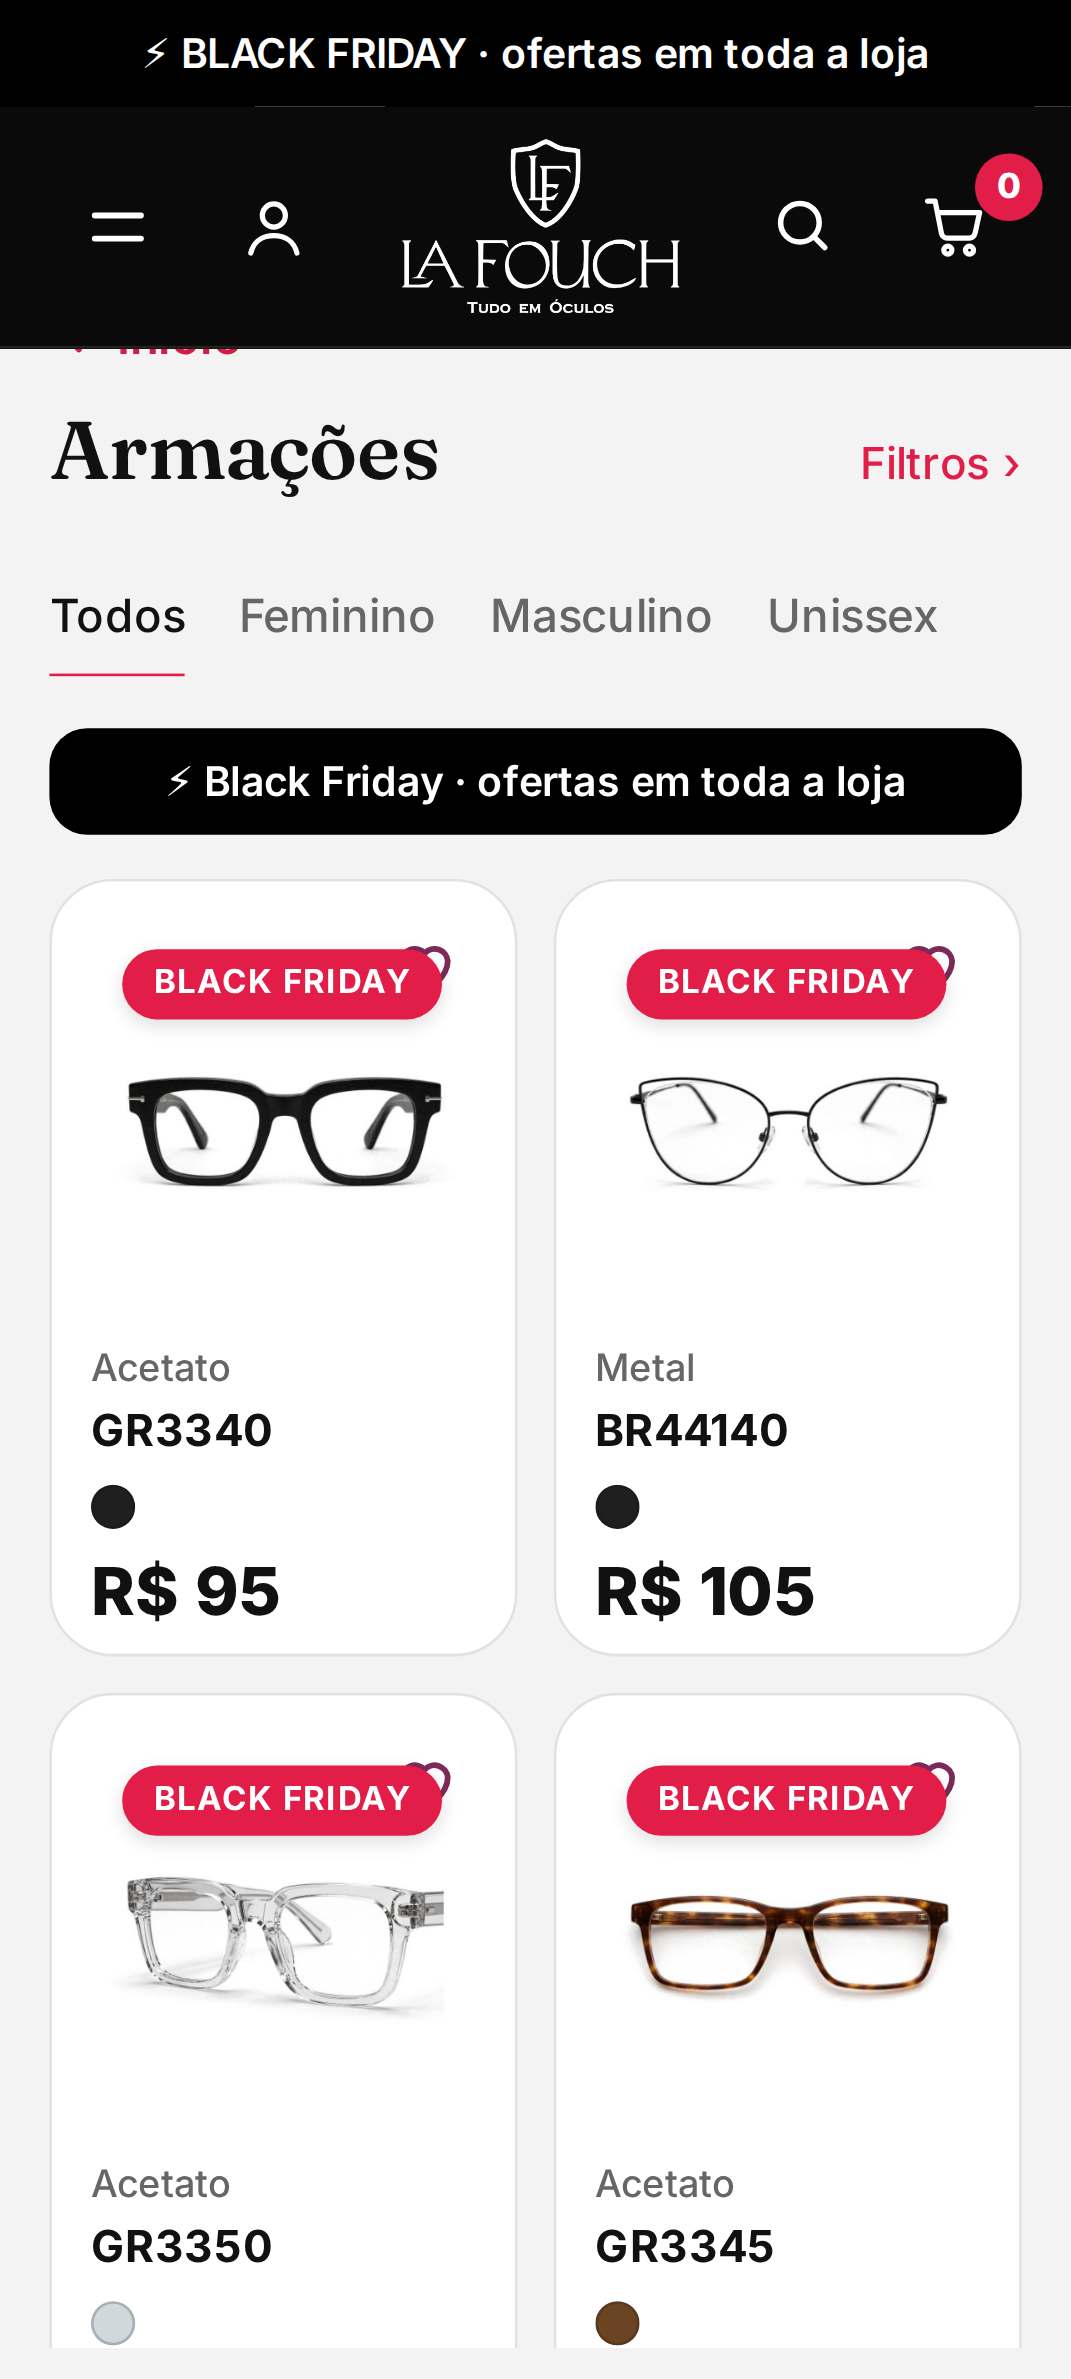 ⚡ BLACK FRIDAY · ofertas em toda a loja
0
LF
LA FOUCH
TUDO EM ÓCULOS
Armações
Filtros ›
Todos Feminino Masculino Unissex
⚡ Black Friday · ofertas em toda a loja
BLACK FRIDAY
BLACK FRIDAY
Acetato
GR3340
R$ 95
Metal
BR44140
R$ 105
BLACK FRIDAY
BLACK FRIDAY
Acetato
GR3350
Acetato
GR3345